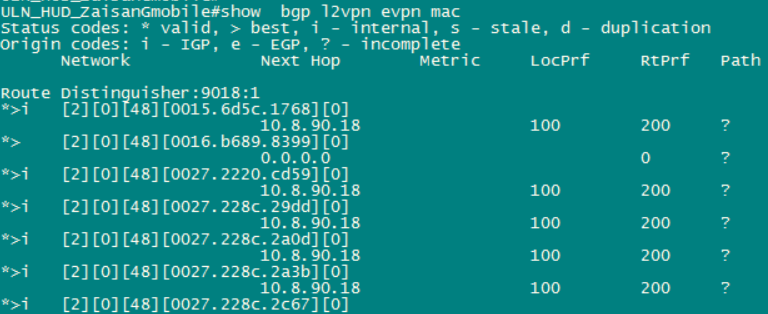 ULN_HUD_ZaisanGmobile#show  bgp l2vpn evpn mac
Status codes: * valid, > best, i - internal, s - stale, d - duplication
Origin codes: i - IGP, e - EGP, ? - incomplete
     Network            Next Hop        Metric     LocPrf     RtPrf   Path
Route Distinguisher:9018:1
*>i   [2][0][48][0015.6d5c.1768][0]
                        10.8.90.18                 100        200     ?
*>    [2][0][48][0016.b689.8399][0]
                        0.0.0.0                               0       ?
*>i   [2][0][48][0027.2220.cd59][0]
                        10.8.90.18                 100        200     ?
*>i   [2][0][48][0027.228c.29dd][0]
                        10.8.90.18                 100        200     ?
*>i   [2][0][48][0027.228c.2a0d][0]
                        10.8.90.18                 100        200     ?
*>i   [2][0][48][0027.228c.2a3b][0]
                        10.8.90.18                 100        200     ?
*>i   [2][0][48][0027.228c.2c67][0]